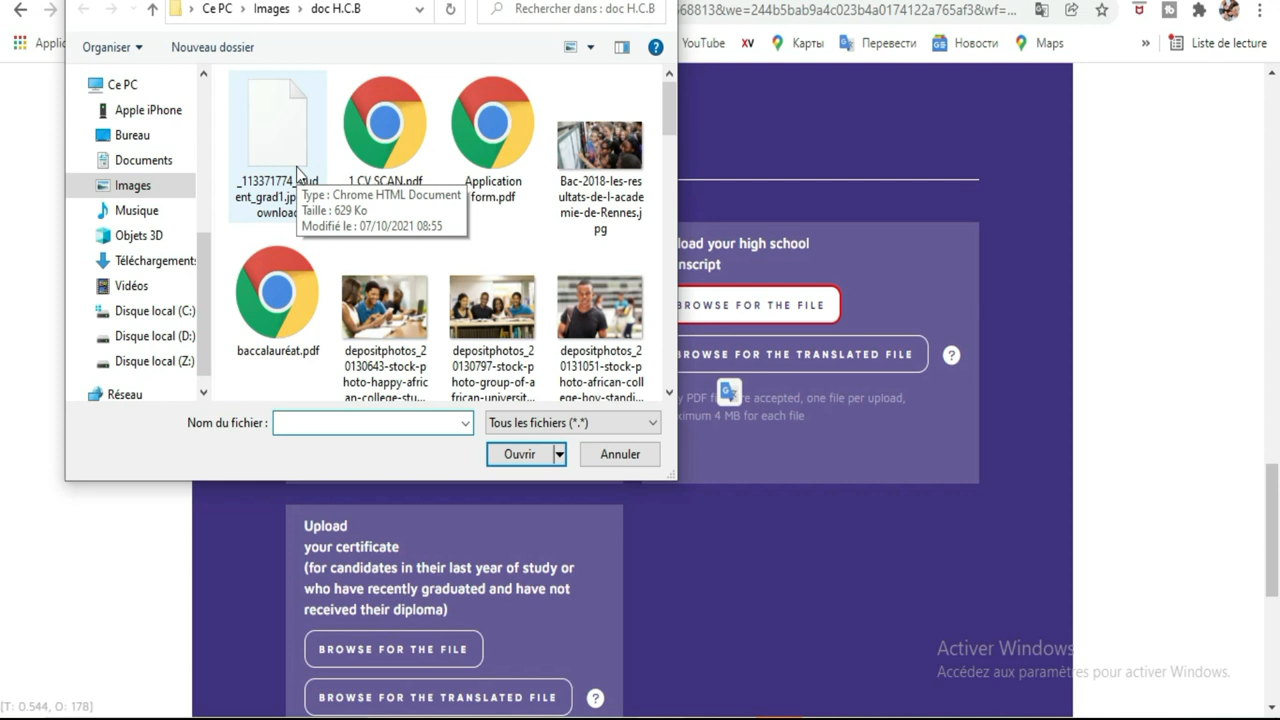 Ce PC > Images > doc H.C.B
Rechercher dans : doc H.C.B
68813&we=244b5bab9a4c023b4a0174122a765af3&wf=...
Organiser
Nouveau dossier
Applic
YouTube
XV
Карты
Перевести
Новости
Maps
»
Liste de lecture
Ce PC
Apple iPhone
Bureau
Documents
Images
Musique
Objets 3D
Téléchargements
Vidéos
Disque local (C:)
Disque local (D:)
Disque local (Z:)
Réseau
_113371774_
ud
ent_grad1.jp
ownload
1 CV SCAN.pdf
Application
form.pdf
Bac-2018-les-res
ultats-de-l-acade
mie-de-Rennes.j
pg
Type : Chrome HTML Document
Taille : 629 Ko
Modifié le : 07/10/2021 08:55
baccalauréat.pdf
depositphotos_2
0130643-stock-p
hoto-happy-afric
an-college-stu...
depositphotos_2
0130797-stock-p
hoto-group-of-a
frican-universit...
depositphotos_2
0131051-stock-p
hoto-african-coll
ege-boy-standi...
Nom du fichier :
Tous les fichiers (*.*)
Ouvrir
Annuler
load your high school
nscript
BROWSE FOR THE FILE
BROWSE FOR THE TRANSLATED FILE
?
y PDF f
re accepted, one file per upload,
ximum 4 MB for each file
Upload
your certificate
(for candidates in their last year of study or
who have recently graduated and have not
received their diploma)
BROWSE FOR THE FILE
BROWSE FOR THE TRANSLATED FILE
?
Activer Windows
Accédez aux paramètres pour activer Windows.
[T: 0.544, O: 178]